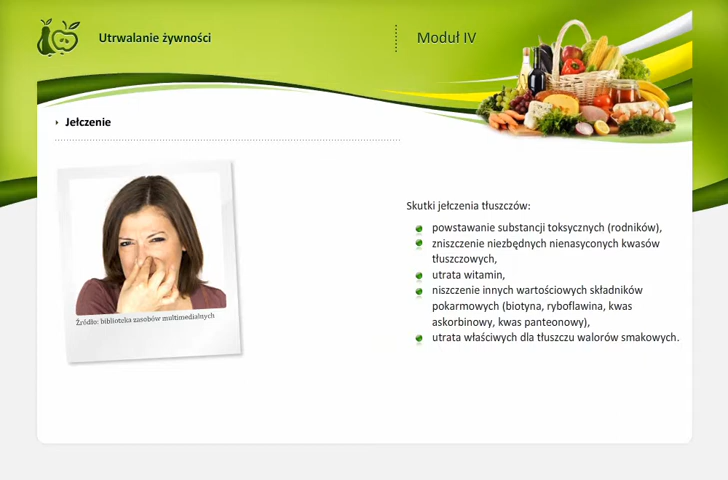 Utrwalanie żywności
Moduł IV
Jełczenie
Źródło: biblioteka zasobów multimedialnych
Skutki jełczenia tłuszczów:
powstawanie substancji toksycznych (rodników),
zniszczenie niezbędnych nienasyconych kwasów
tłuszczowych,
utrata witamin,
niszczenie innych wartościowych składników
pokarmowych (biotyna, ryboflawina, kwas
askorbinowy, kwas panteonowy),
utrata właściwych dla tłuszczu walorów smakowych.